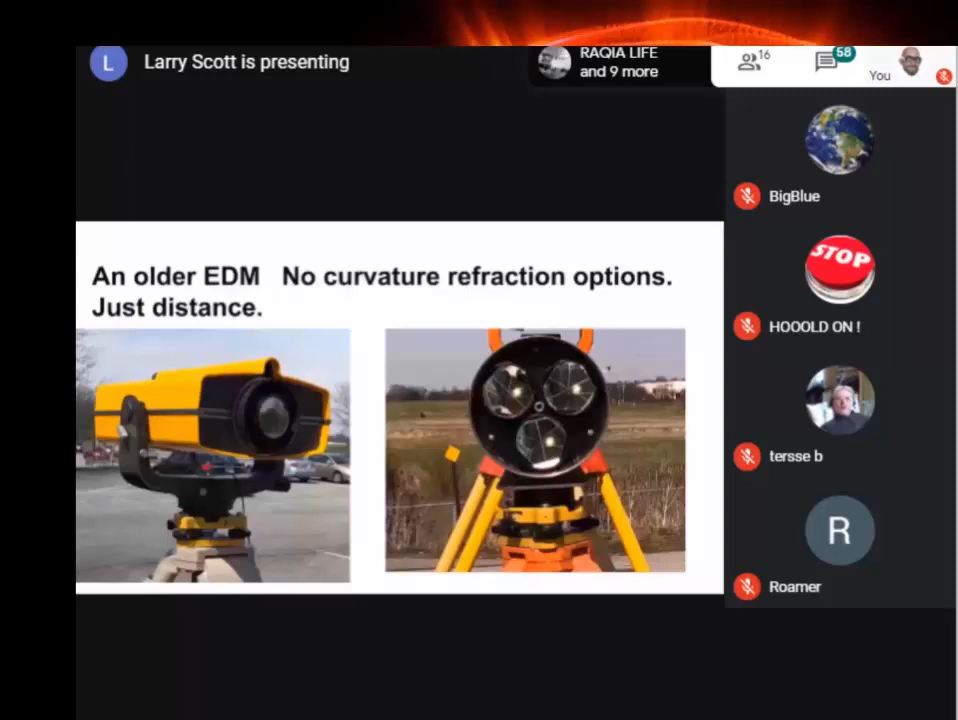 L
Larry Scott is presenting
RAQIA LIFE
and 9 more
16
58
You
BigBlue
An older EDM No curvature refraction options.
Just distance.
STOP
HOOOLD ON !
tersse b
R
Roamer